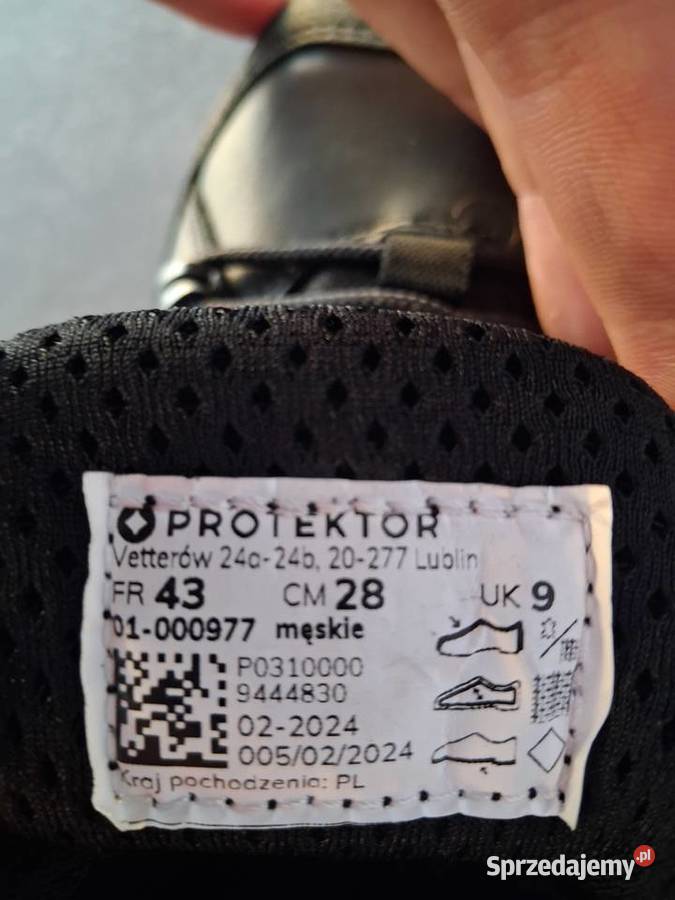 PROTEKTOR
Vetterów 24a-24b, 20-277 Lublin
FR 43 CM 28 UK 9
01-000977 męskie
P0310000
9444830
02-2024
005/02/2024
Kraj pochodzenia: PL
Sprzedajemy.pl